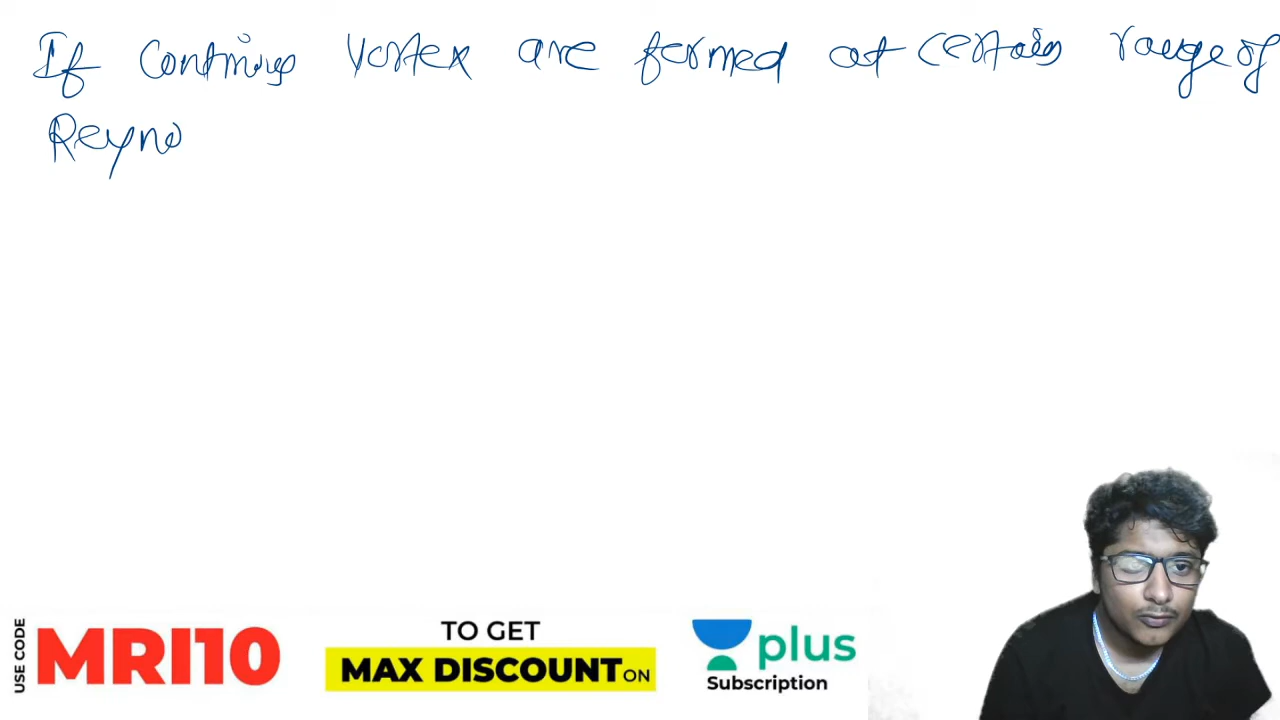 If Continus Vortex are formed at certain range of
Reyno
USE CODE
MRI10
TO GET
MAX DISCOUNT ON
plus
Subscription